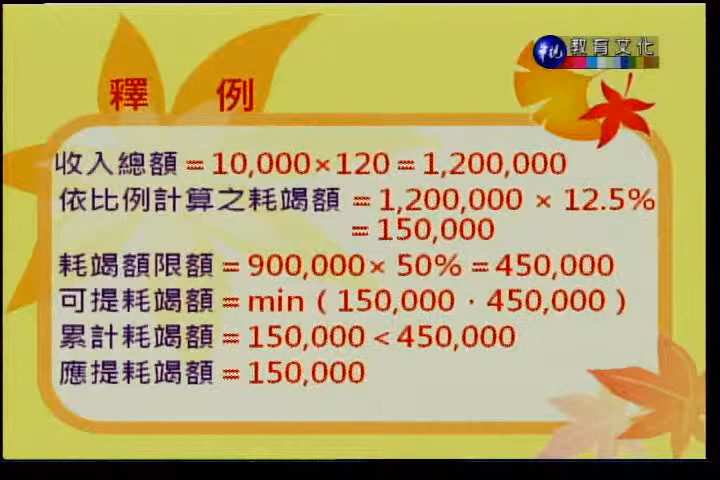 華視 教育文化
釋 例
收入總額=10,000×120=1,200,000
依比例計算之耗竭額 =1,200,000 × 12.5%
=150,000
耗竭額限額=900,000× 50%=450,000
可提耗竭額=min(150,000,450,000)
累計耗竭額=150,000<450,000
應提耗竭額=150,000